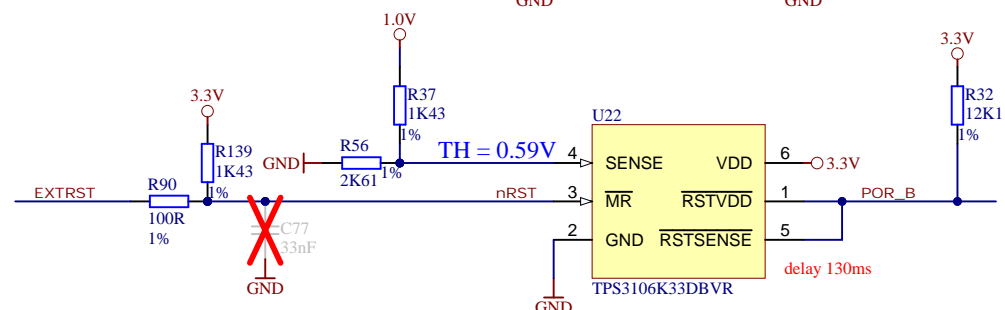 GND
GND
1.0V
3.3V
R37
1K43
1%
3.3V
R32
12K1
1%
U22
R139
1K43
1%
GND
R56
2K61
1%
TH = 0.59V
4
SENSE
VDD
6
3.3V
EXTRST
R90
100R
1%
nRST
3
MR
RSTVDD
1
POR_B
C77
33nF
2
GND
RSTSENSE
5
delay 130ms
GND
GND
TPS3106K33DBVR